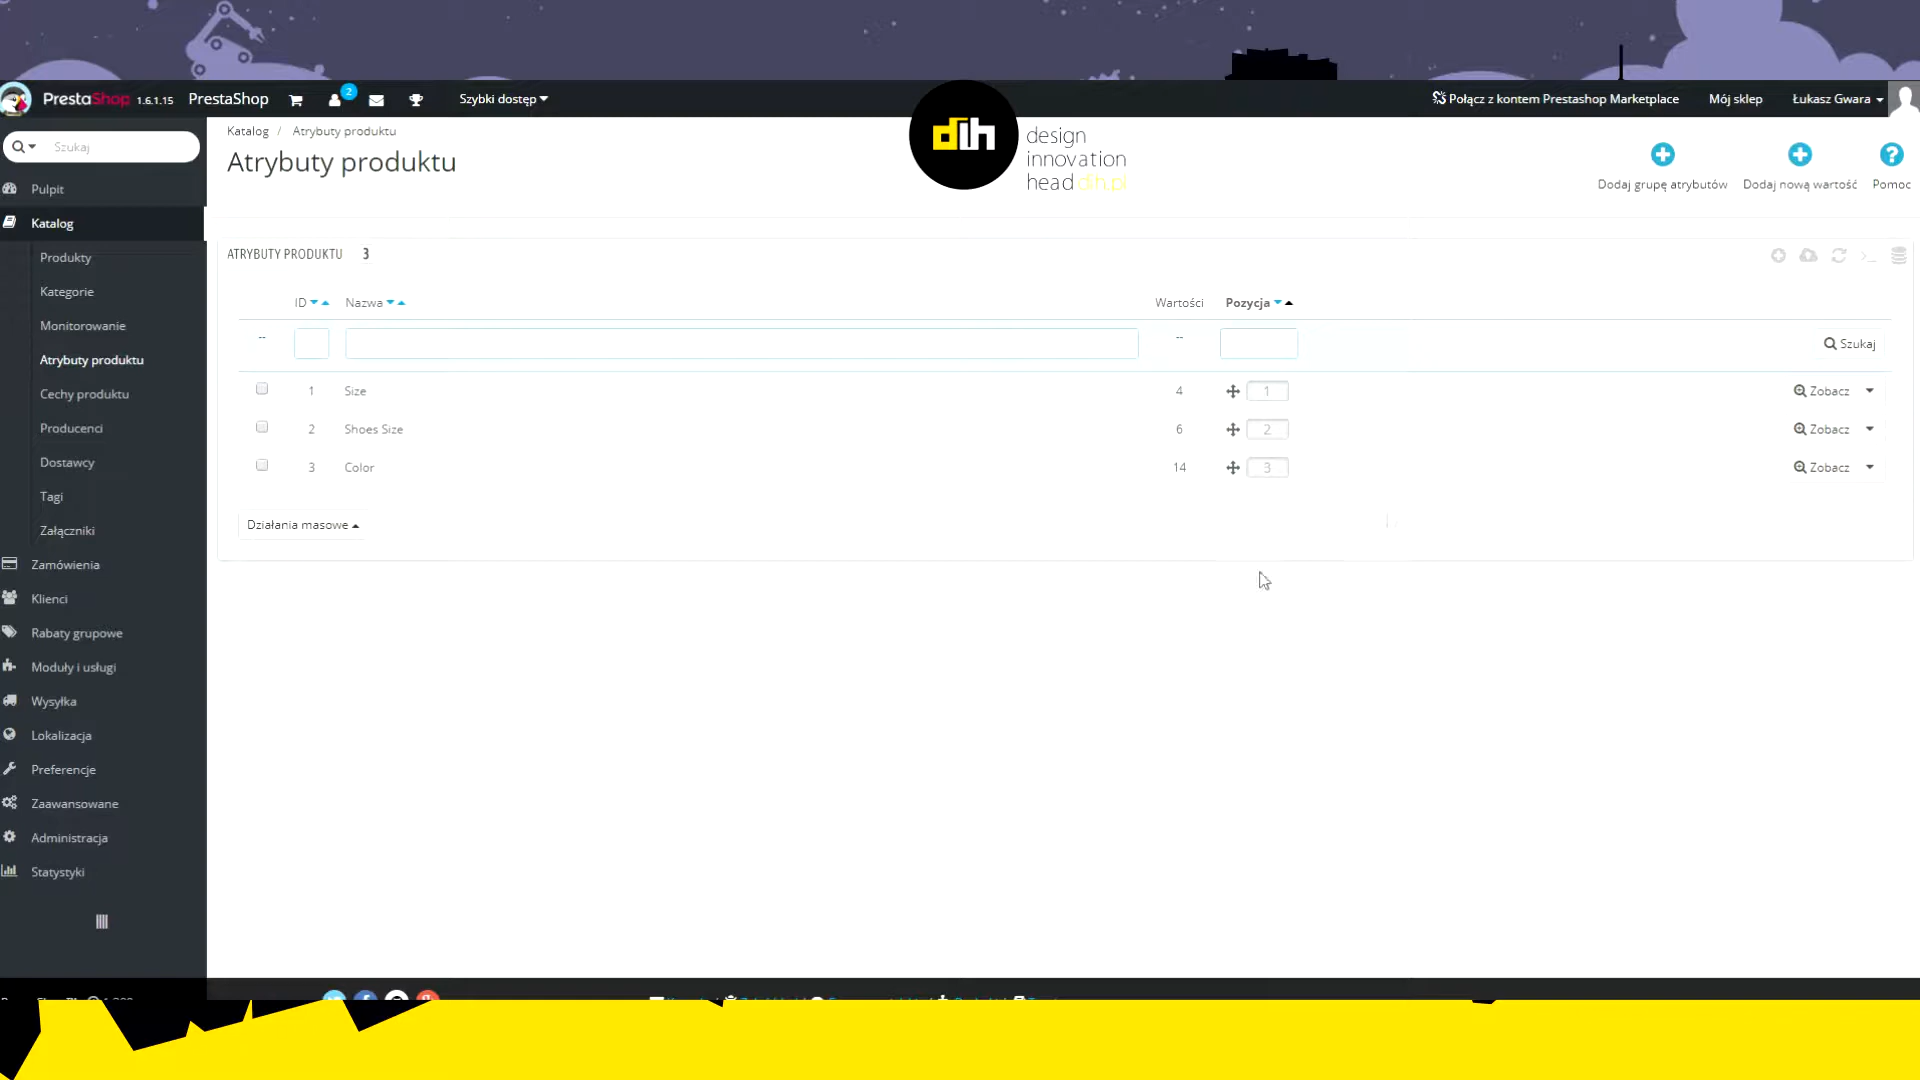 PrestaShop 1.6.1.15 PrestaShop 2 Szybki dostęp Połącz z kontem Prestashop Marketplace Mój sklep Łukasz Gwara
Szukaj
Pulpit
Katalog
Produkty
Kategorie
Monitorowanie
Atrybuty produktu
Cechy produktu
Producenci
Dostawcy
Tagi
Załączniki
Zamówienia
Klienci
Rabaty grupowe
Moduły i usługi
Wysyłka
Lokalizacja
Preferencje
Zaawansowane
Administracja
Statystyki
Katalog / Atrybuty produktu
Atrybuty produktu
dih
design
innovation
head dih.pl
Dodaj grupę atrybutów Dodaj nową wartość Pomoc
ATRYBUTY PRODUKTU 3
ID Nazwa Wartości Pozycja
-- -- Szukaj
1 Size 4 1 Zobacz
2 Shoes Size 6 2 Zobacz
3 Color 14 3 Zobacz
Działania masowe